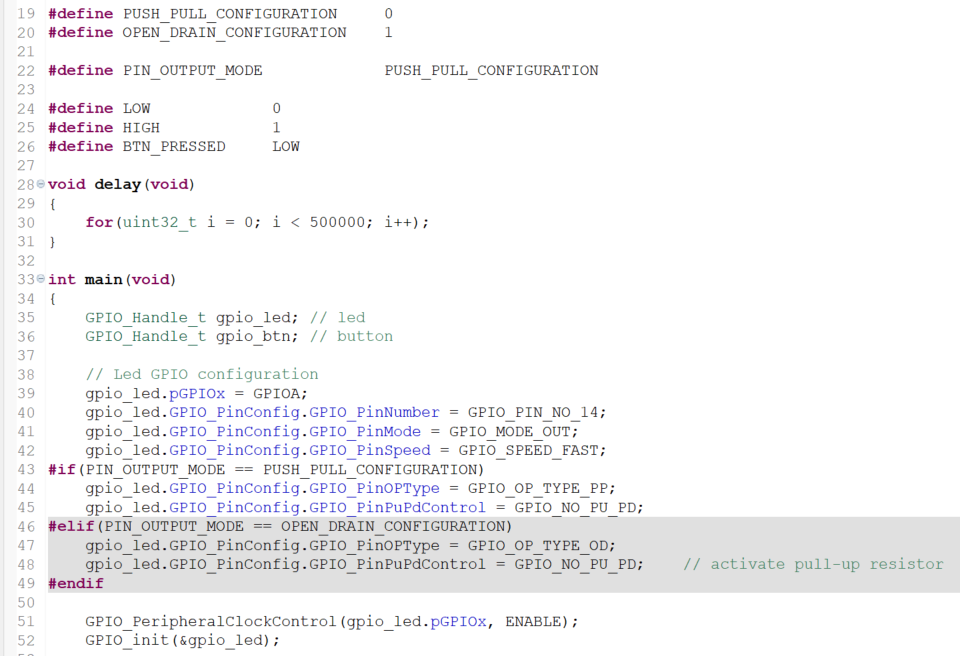 19 #define PUSH_PULL_CONFIGURATION     0
20 #define OPEN_DRAIN_CONFIGURATION    1
21
22 #define PIN_OUTPUT_MODE             PUSH_PULL_CONFIGURATION
23
24 #define LOW             0
25 #define HIGH            1
26 #define BTN_PRESSED     LOW
27
28 void delay(void)
29 {
30     for(uint32_t i = 0; i < 500000; i++);
31 }
32
33 int main(void)
34 {
35     GPIO_Handle_t gpio_led; // led
36     GPIO_Handle_t gpio_btn; // button
37
38     // Led GPIO configuration
39     gpio_led.pGPIOx = GPIOA;
40     gpio_led.GPIO_PinConfig.GPIO_PinNumber = GPIO_PIN_NO_14;
41     gpio_led.GPIO_PinConfig.GPIO_PinMode = GPIO_MODE_OUT;
42     gpio_led.GPIO_PinConfig.GPIO_PinSpeed = GPIO_SPEED_FAST;
43 #if(PIN_OUTPUT_MODE == PUSH_PULL_CONFIGURATION)
44     gpio_led.GPIO_PinConfig.GPIO_PinOPType = GPIO_OP_TYPE_PP;
45     gpio_led.GPIO_PinConfig.GPIO_PinPuPdControl = GPIO_NO_PU_PD;
46 #elif(PIN_OUTPUT_MODE == OPEN_DRAIN_CONFIGURATION)
47     gpio_led.GPIO_PinConfig.GPIO_PinOPType = GPIO_OP_TYPE_OD;
48     gpio_led.GPIO_PinConfig.GPIO_PinPuPdControl = GPIO_NO_PU_PD;    // activate pull-up resistor
49 #endif
50
51     GPIO_PeripheralClockControl(gpio_led.pGPIOx, ENABLE);
52     GPIO_init(&gpio_led);